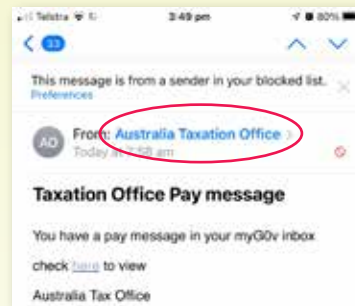 Telstra
3:49 pm
80%
33
This message is from a sender in your blocked list.
Preferences
AO
From: Australia Taxation Office >
Today at 7:58 am
Taxation Office Pay message
You have a pay message in your myG0v inbox
check here to view
Australia Tax Office